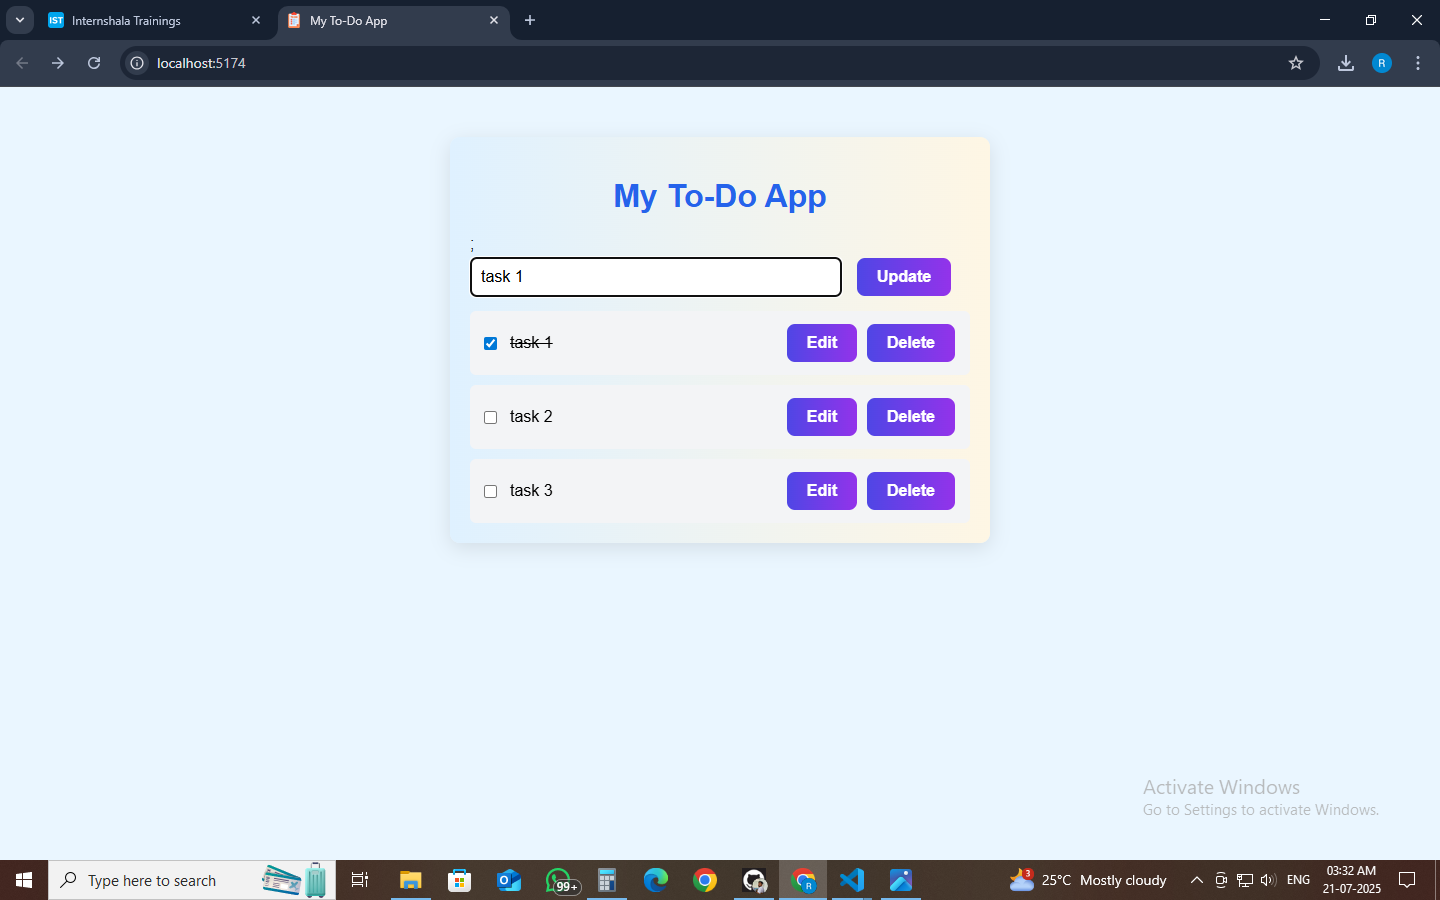 IST Internshala Trainings
My To-Do App
localhost:5174
R
My To-Do App
;
task 1
Update
task 1 Edit Delete
task 2 Edit Delete
task 3 Edit Delete
Activate Windows
Go to Settings to activate Windows.
Type here to search
99+
R
3
25°C Mostly cloudy
ENG
03:32 AM
21-07-2025